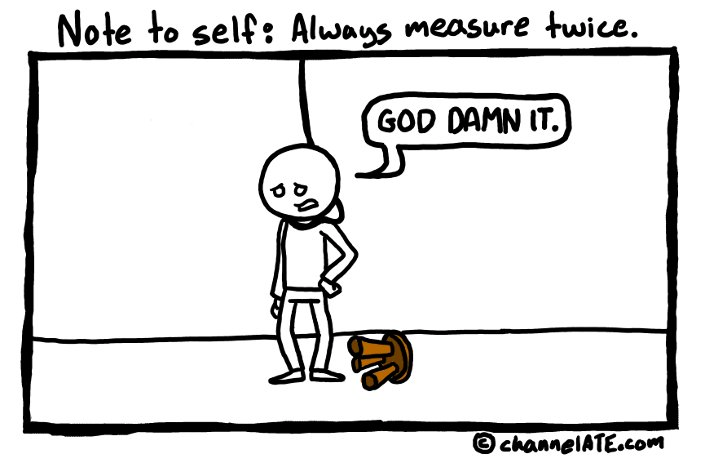 Note to self: Always measure twice.
GOD DAMN IT.
© channelATE.com